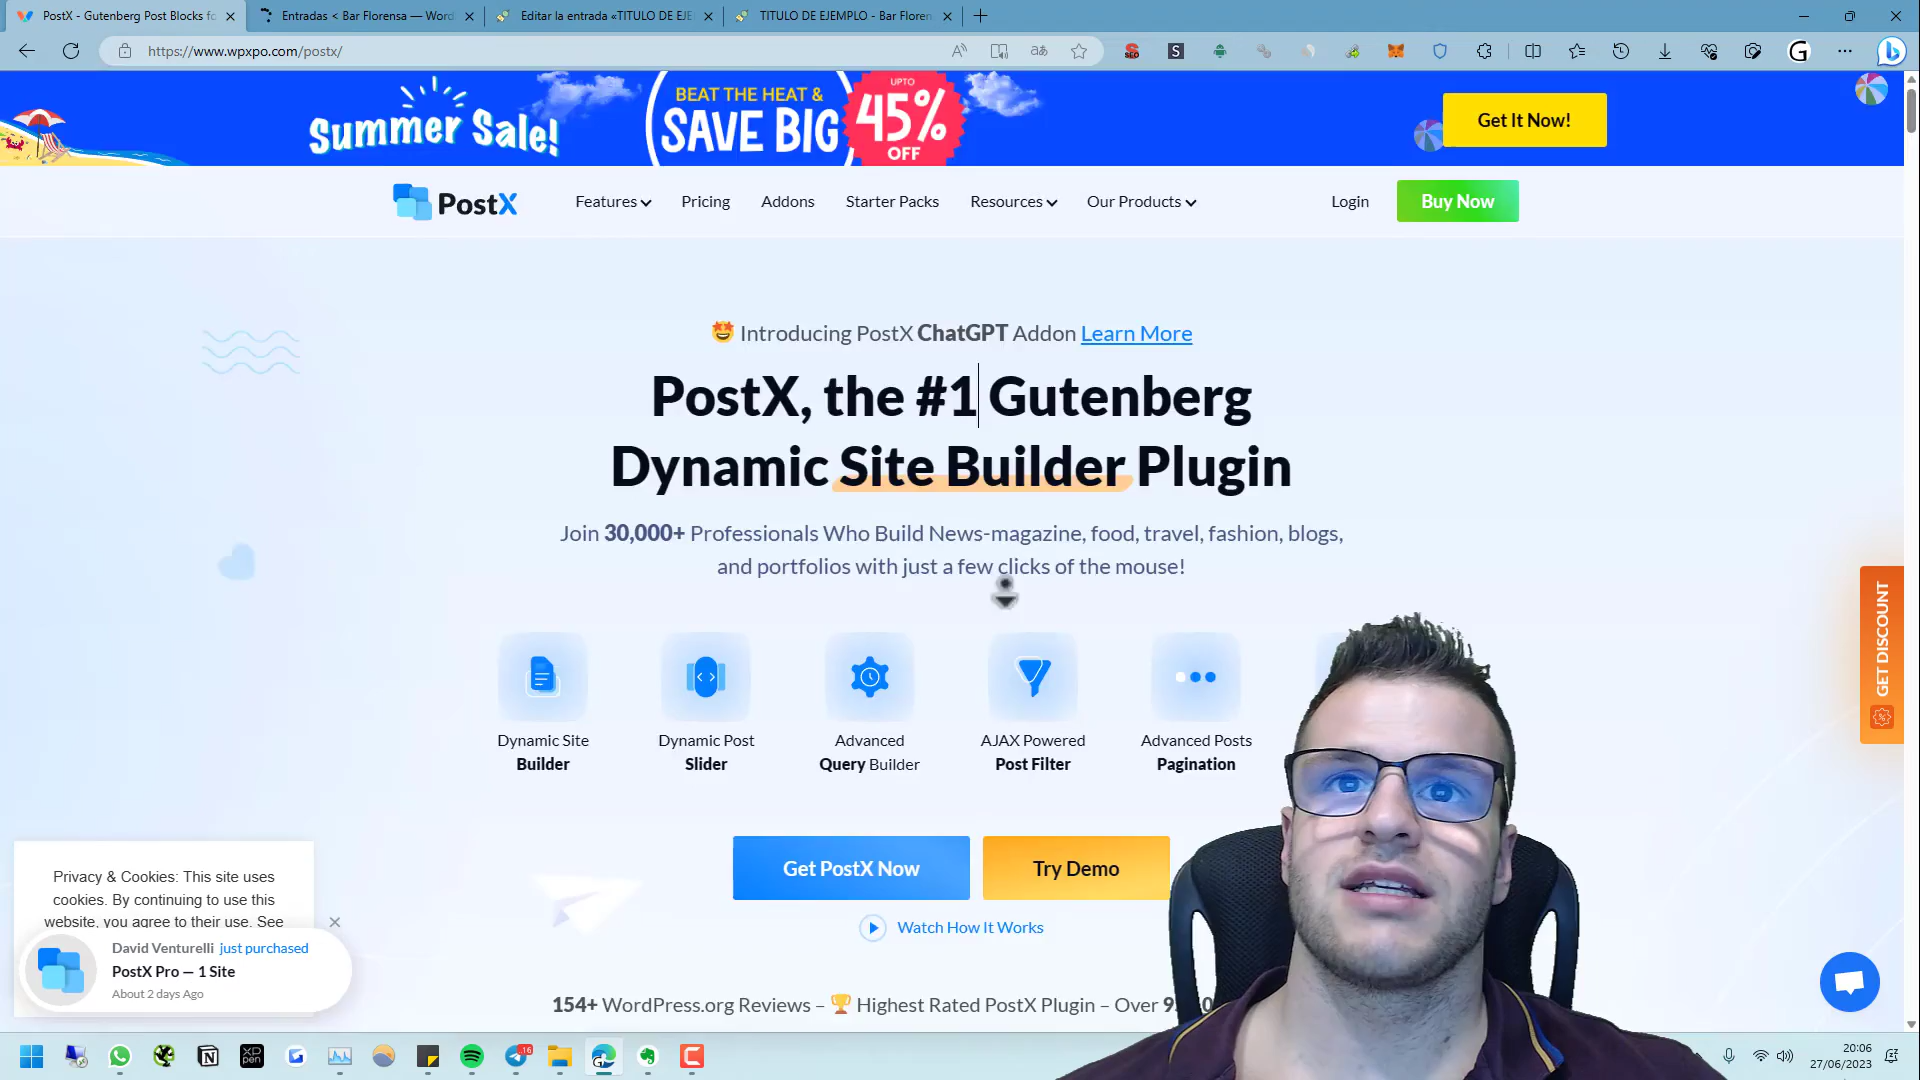 PostX - Gutenberg Post Blocks fo
Entradas < Bar Florensa — Word
Editar la entrada «TITULO DE EJE
TITULO DE EJEMPLO - Bar Floren
https://www.wpxpo.com/postx/
Summer Sale!
BEAT THE HEAT &
SAVE BIG
UPTO
45%
OFF
Get It Now!
PostX
Features
Pricing
Addons
Starter Packs
Resources
Our Products
Login
Buy Now
Introducing PostX ChatGPT Addon Learn More
PostX, the #1 Gutenberg
Dynamic Site Builder Plugin
Join 30,000+ Professionals Who Build News-magazine, food, travel, fashion, blogs,
and portfolios with just a few clicks of the mouse!
GET DISCOUNT
Dynamic Site
Builder
Dynamic Post
Slider
Advanced
Query Builder
AJAX Powered
Post Filter
Advanced Posts
Pagination
Get PostX Now
Try Demo
Watch How It Works
Privacy & Cookies: This site uses
cookies. By continuing to use this
website, you agree to their use. See
David Venturelli just purchased
PostX Pro — 1 Site
About 2 days Ago
154+ WordPress.org Reviews – Highest Rated PostX Plugin – Over
XP
pen
16
20:06
27/06/2023